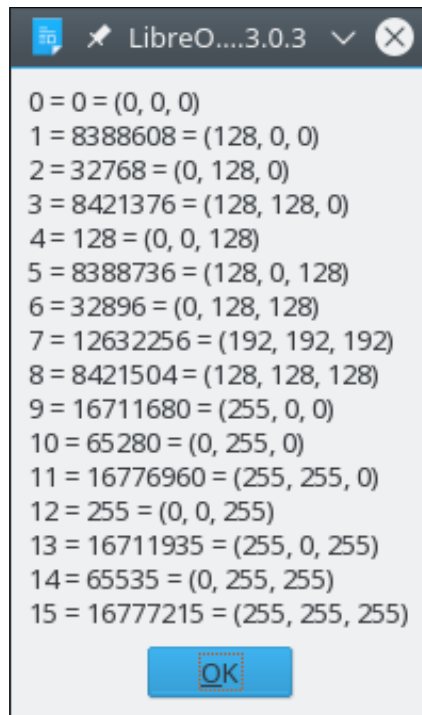 LibreO....3.0.3
0 = 0 = (0, 0, 0)
1 = 8388608 = (128, 0, 0)
2 = 32768 = (0, 128, 0)
3 = 8421376 = (128, 128, 0)
4 = 128 = (0, 0, 128)
5 = 8388736 = (128, 0, 128)
6 = 32896 = (0, 128, 128)
7 = 12632256 = (192, 192, 192)
8 = 8421504 = (128, 128, 128)
9 = 16711680 = (255, 0, 0)
10 = 65280 = (0, 255, 0)
11 = 16776960 = (255, 255, 0)
12 = 255 = (0, 0, 255)
13 = 16711935 = (255, 0, 255)
14 = 65535 = (0, 255, 255)
15 = 16777215 = (255, 255, 255)
OK